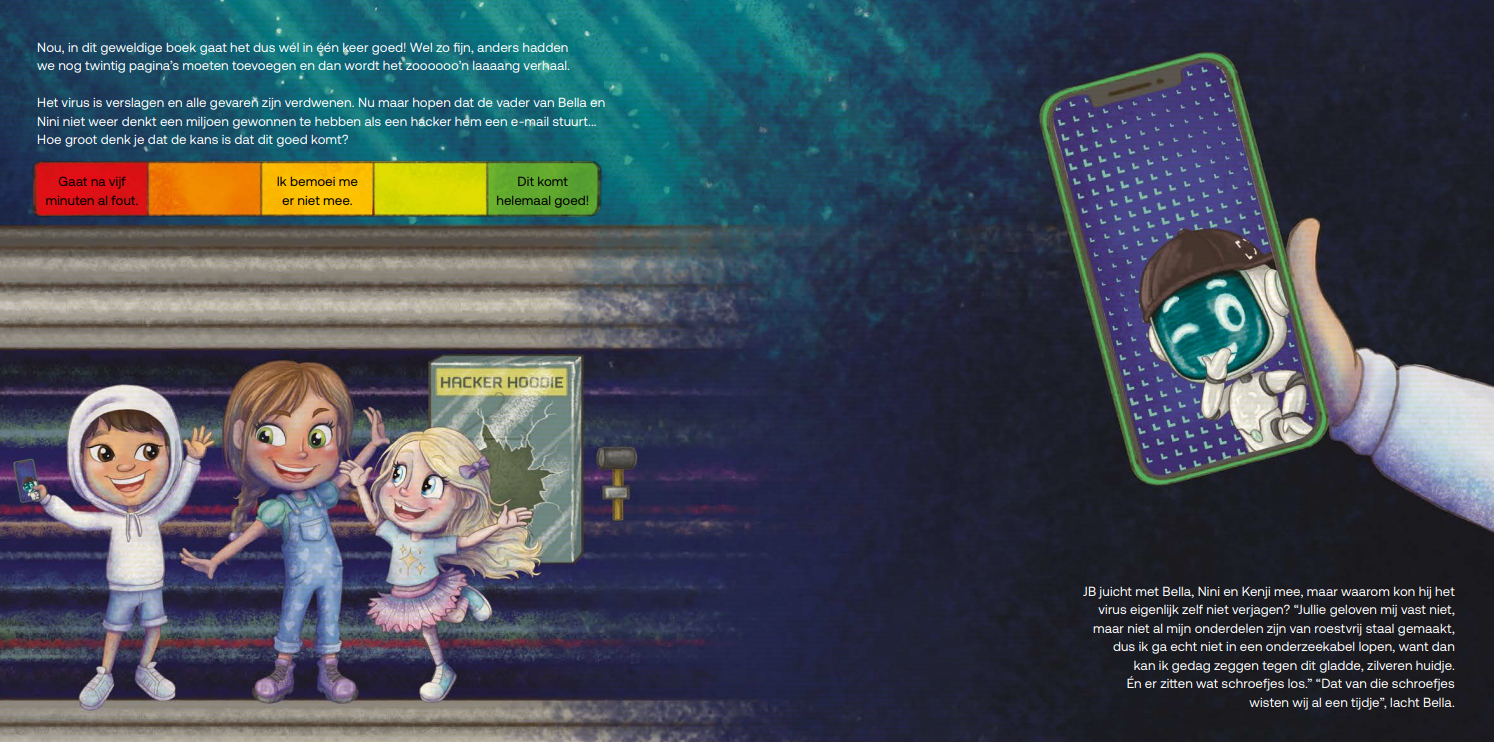 Nou, in dit geweldige boek gaat het dus wél in één keer goed! Wel zo fijn, anders hadden
we nog twintig pagina's moeten toevoegen en dan wordt het zoooooo'n laaaang verhaal.
Het virus is verslagen en alle gevaren zijn verdwenen. Nu maar hopen dat de vader van Bella en
Nini niet weer denkt een miljoen gewonnen te hebben als een hacker hem een e-mail stuurt...
Hoe groot denk je dat de kans is dat dit goed komt?
Gaat na vijf
minuten al fout.
Ik bemoei me
er niet mee.
Dit komt
helemaal goed!
HACKER HOODIE
JB juicht met Bella, Nini en Kenji mee, maar waarom kon hij het
virus eigenlijk zelf niet verjagen? “Jullie geloven mij vast niet,
maar niet al mijn onderdelen zijn van roestvrij staal gemaakt,
dus ik ga echt niet in een onderzeekabel lopen, want dan
kan ik gedag zeggen tegen dit gladde, zilveren huidje.
Én er zitten wat schroefjes los.” “Dat van die schroefjes
wisten wij al een tijdje”, lacht Bella.